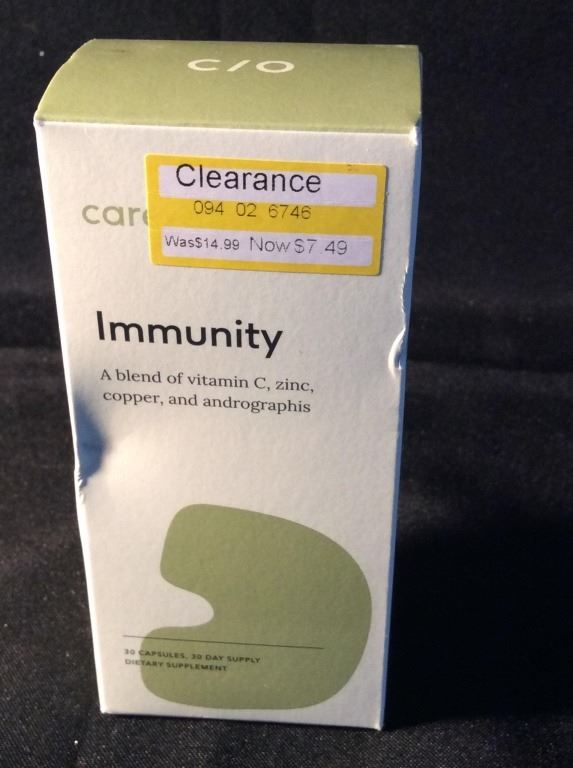 C/O
Clearance
094 02 6746
care
Was$14.99 Now $7.49
Immunity
A blend of vitamin C, zinc,
copper, and andrographis
30 CAPSULES, 30 DAY SUPPLY
DIETARY SUPPLEMENT